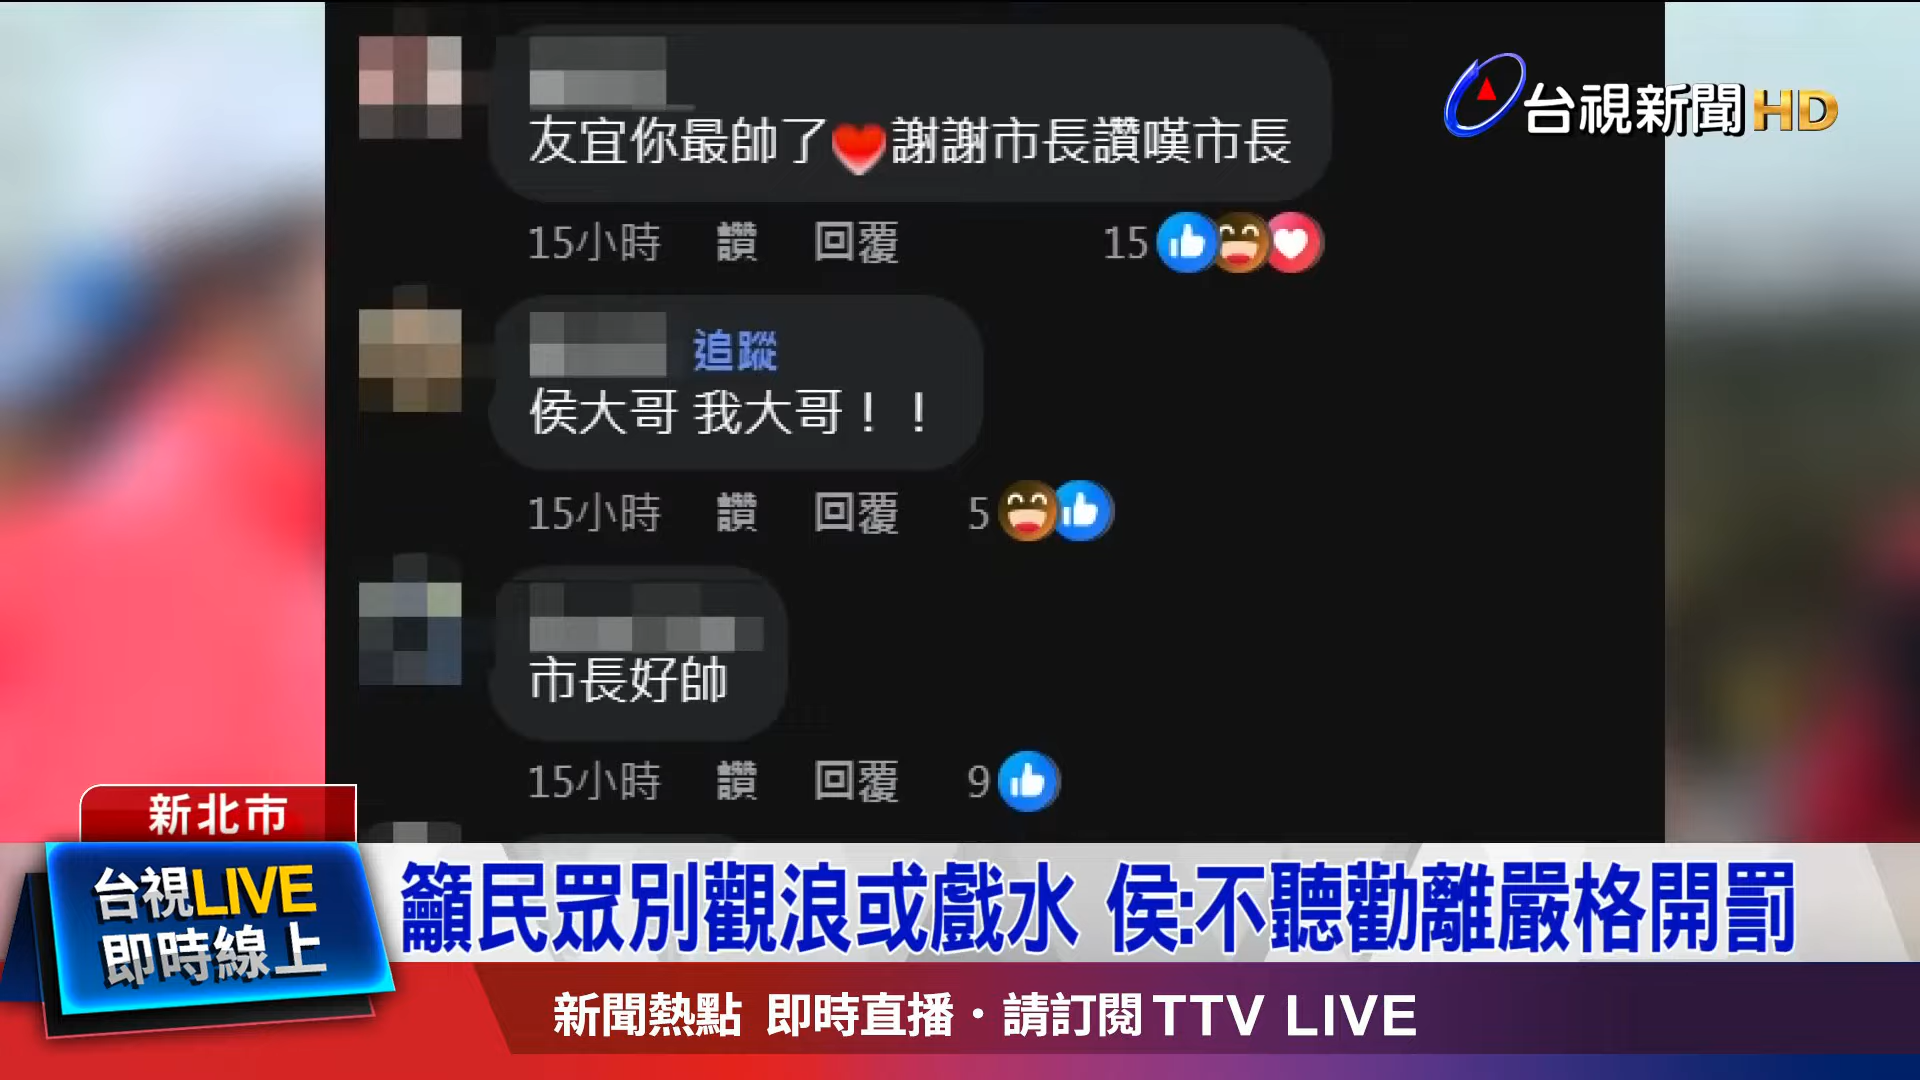 台視新聞HD
友宜你最帥了❤謝謝市長讚嘆市長
15小時 讚 回覆 15
追蹤
侯大哥 我大哥！！
15小時 讚 回覆 5
市長好帥
15小時 讚 回覆 9
新北市
台視LIVE
即時線上
籲民眾別觀浪或戲水 侯:不聽勸離嚴格開罰
新聞熱點 即時直播・請訂閱TTV LIVE